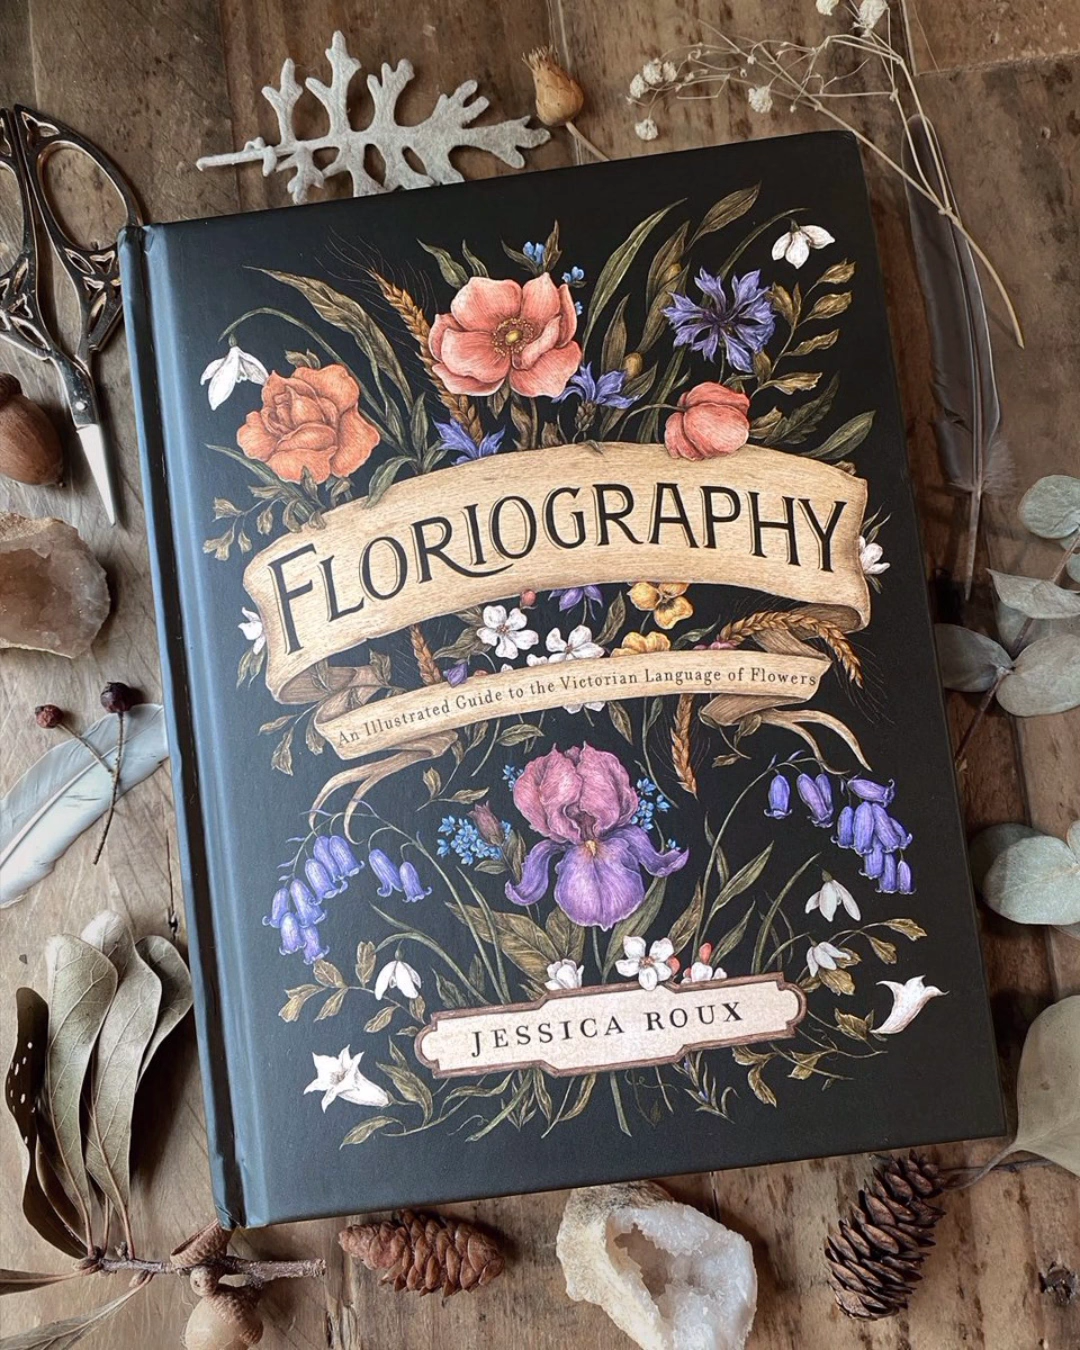 FLORIOGRAPHY
An Illustrated Guide to the Victorian Language of Flowers
JESSICA ROUX